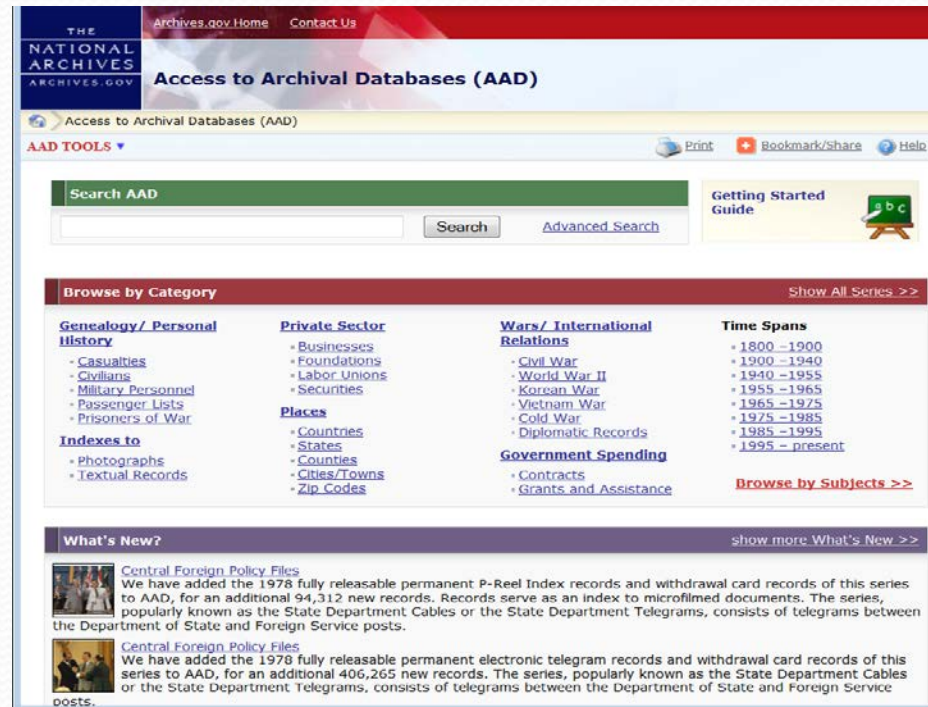 Archives.gov Home Contact Us
THE
NATIONAL
ARCHIVES
ARCHIVES.GOV
Access to Archival Databases (AAD)
Access to Archival Databases (AAD)
AAD TOOLS
Print Bookmark/Share Help
Search AAD
Search Advanced Search
Getting Started
Guide
a b c
Browse by Category Show All Series >>
Genealogy/ Personal
History
Casualties
Civilians
Military Personnel
Passenger Lists
Prisoners of War
Indexes to
Photographs
Textual Records
Private Sector
Businesses
Foundations
Labor Unions
Securities
Places
Countries
States
Counties
Cities/Towns
Zip Codes
Wars/ International
Relations
Civil War
World War II
Korean War
Vietnam War
Cold War
Diplomatic Records
Government Spending
Contracts
Grants and Assistance
Time Spans
1800 –1900
1900 –1940
1940 –1955
1955 –1965
1965 –1975
1975 –1985
1985 –1995
1995 – present
Browse by Subjects >>
What's New? show more What's New >>
Central Foreign Policy Files
We have added the 1978 fully releasable permanent P-Reel Index records and withdrawal card records of this series
to AAD, for an additional 94,312 new records. Records serve as an index to microfilmed documents. The series,
popularly known as the State Department Cables or the State Department Telegrams, consists of telegrams between
the Department of State and Foreign Service posts.
Central Foreign Policy Files
We have added the 1978 fully releasable permanent electronic telegram records and withdrawal card records of this
series to AAD, for an additional 406,265 new records. The series, popularly known as the State Department Cables
or the State Department Telegrams, consists of telegrams between the Department of State and Foreign Service
posts.